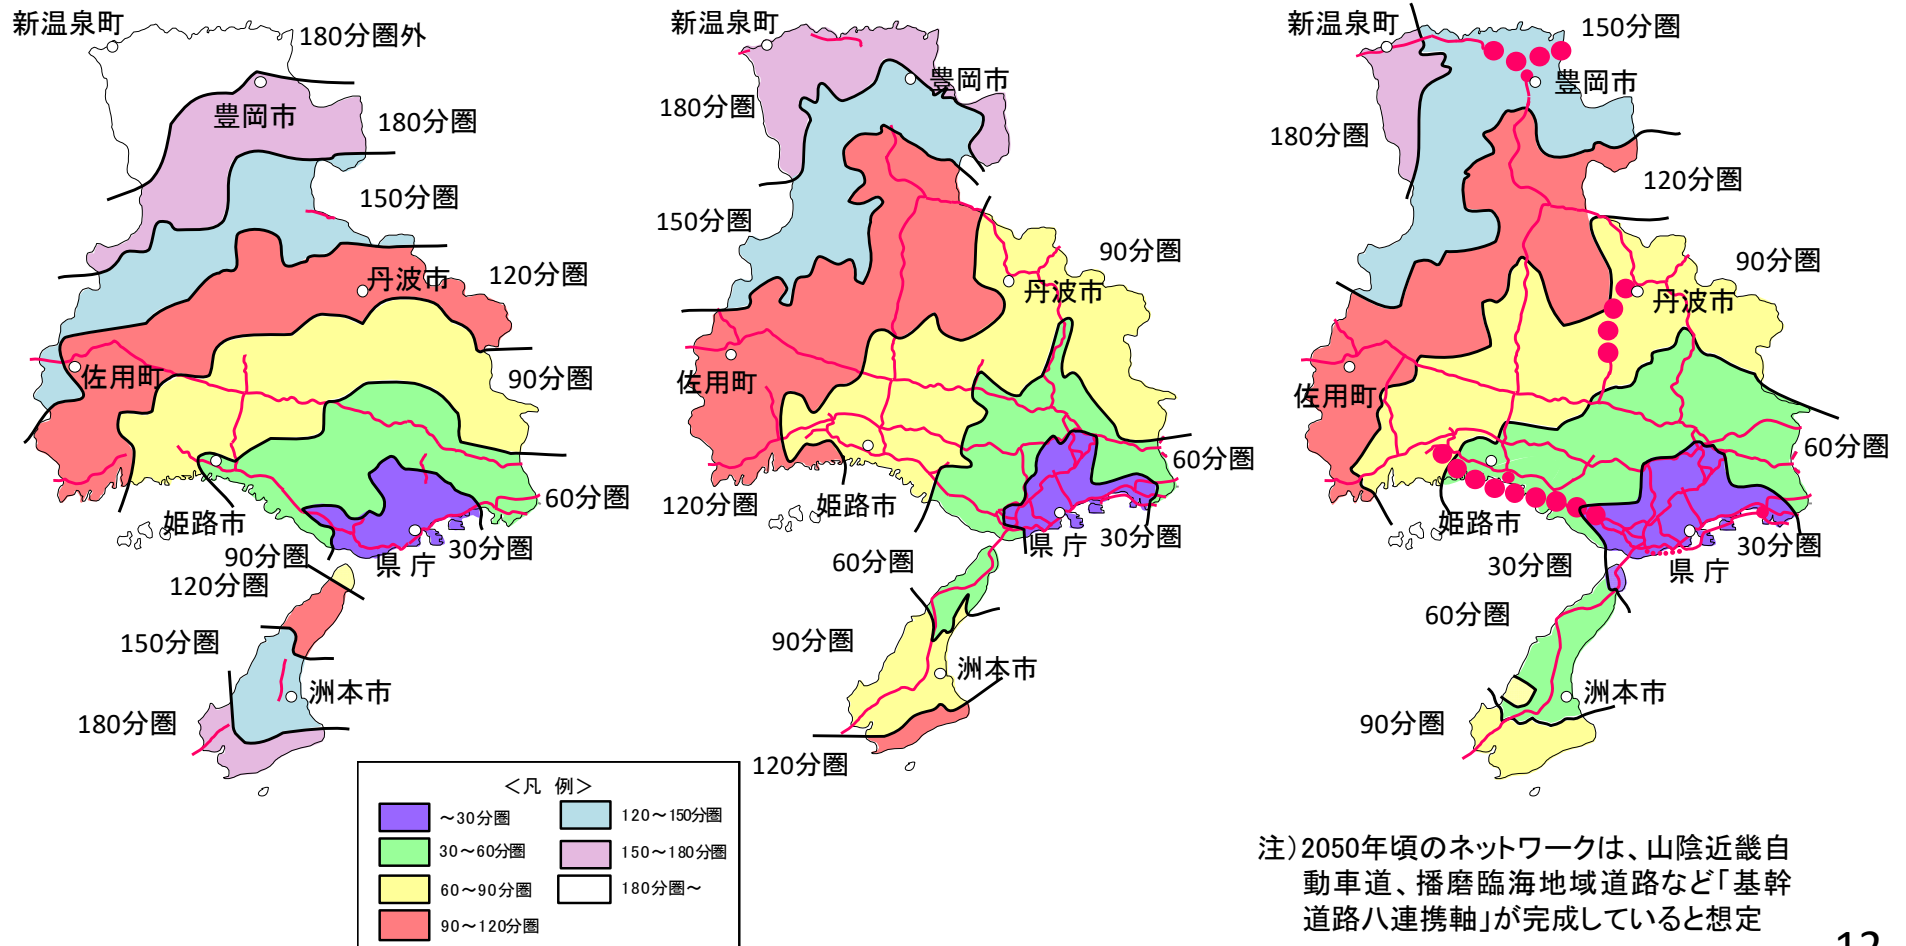 新温泉町
180分圏外
豊岡市
180分圏
150分圏
120分圏
丹波市
佐用町
90分圏
60分圏
姫路市
30分圏
県 庁
90分圏
120分圏
150分圏
洲本市
180分圏
新温泉町
豊岡市
180分圏
150分圏
90分圏
丹波市
佐用町
60分圏
120分圏
姫路市
30分圏
県 庁
60分圏
90分圏
洲本市
120分圏
新温泉町
150分圏
豊岡市
180分圏
120分圏
90分圏
丹波市
佐用町
60分圏
姫路市
30分圏
30分圏
県 庁
60分圏
洲本市
90分圏
<凡 例>
～30分圏
30～60分圏
60～90分圏
90～120分圏
120～150分圏
150～180分圏
180分圏～
注)2050年頃のネットワークは、山陰近畿自
動車道、播磨臨海地域道路など「基幹
道路八連携軸」が完成していると想定
12